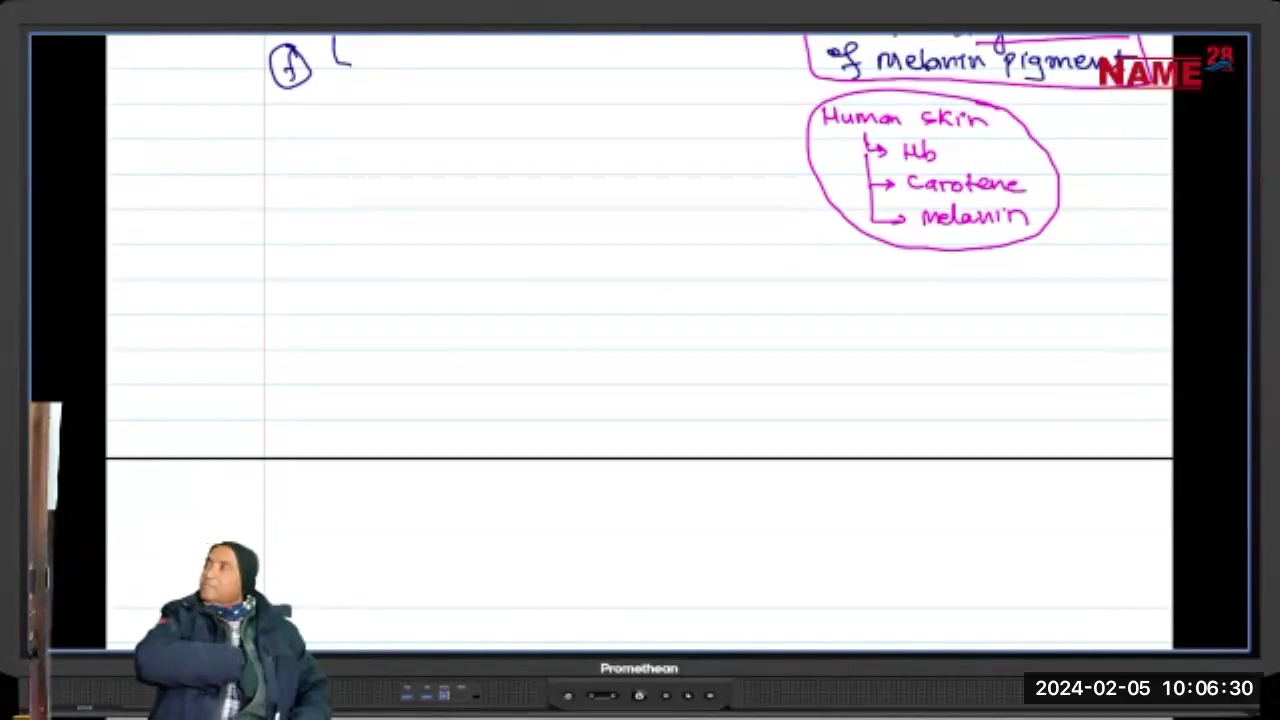 of melanin pigment
NAME 28
Human skin
Hb
Carotene
melanin
Promethean
2024-02-05 10:06:30